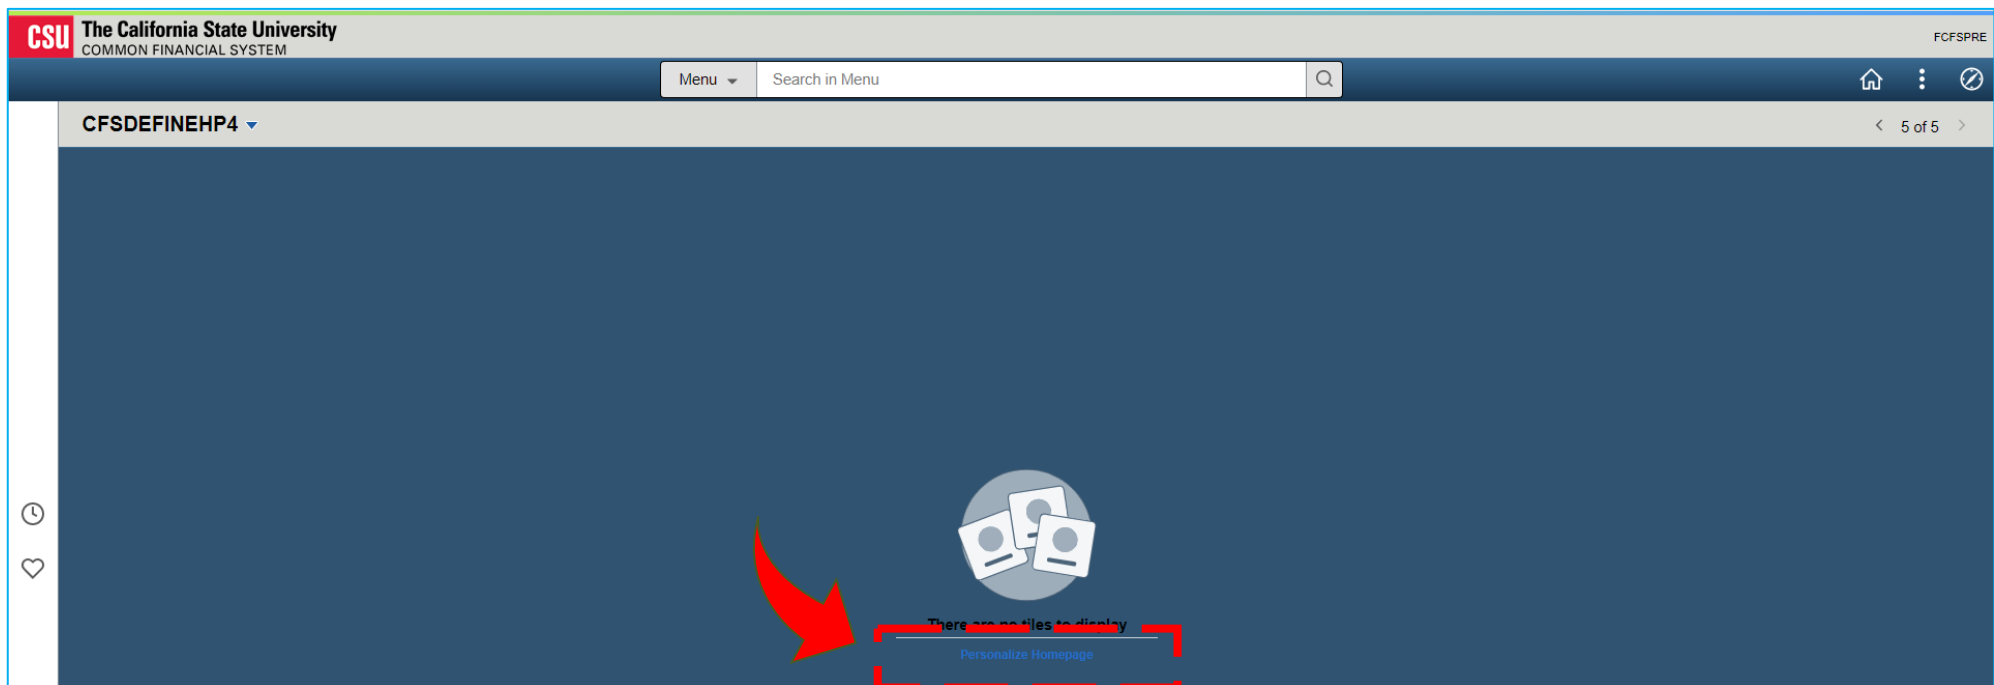 CSU The California State University
COMMON FINANCIAL SYSTEM
FCFSPRE
Menu Search in Menu
CFSDEFINEHP4
5 of 5
There are no tiles to display
Personalize Homepage